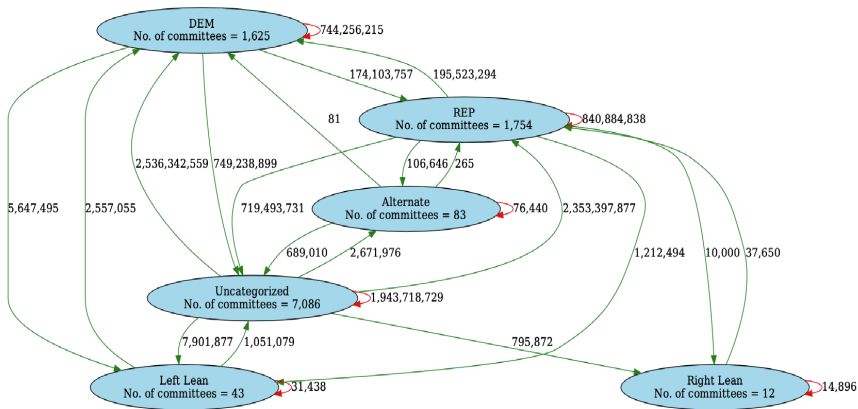 DEM
No. of committees = 1,625
744,256,215
174,103,757
195,523,294
REP
No. of committees = 1,754
840,884,838
81
2,536,342,559
749,238,899
106,646
265
Alternate
No. of committees = 83
76,440
5,647,495
2,557,055
719,493,731
2,353,397,877
1,212,494
10,000
37,650
689,010
2,671,976
Uncategorized
No. of committees = 7,086
1,943,718,729
7,901,877
1,051,079
795,872
Left Lean
No. of committees = 43
31,438
Right Lean
No. of committees = 12
14,896